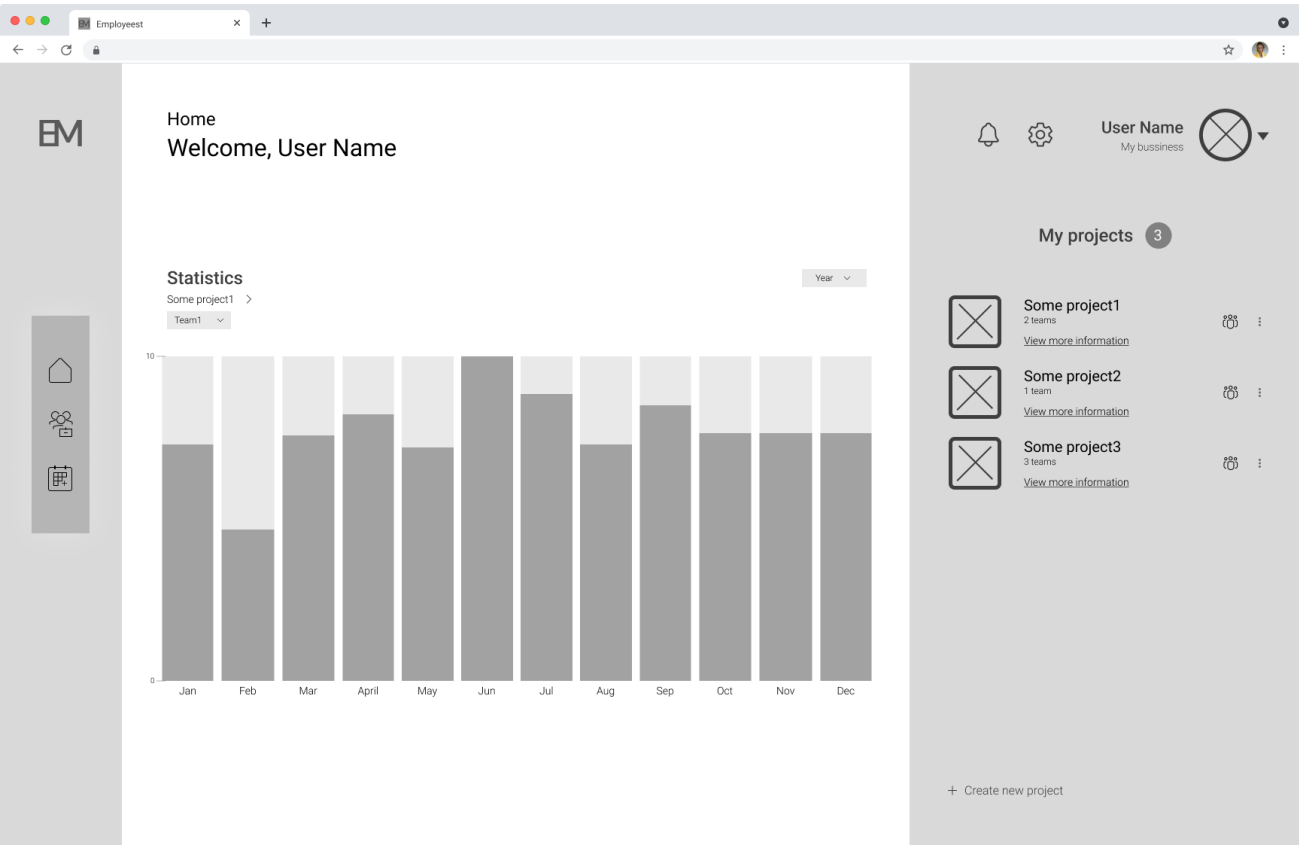 EM Employeest
EM
Home
Welcome, User Name
User Name
My bussiness
My projects 3
Statistics
Some project1
Team1
Year
10
0
Jan Feb Mar April May Jun Jul Aug Sep Oct Nov Dec
Some project1
2 teams
View more information
Some project2
1 team
View more information
Some project3
3 teams
View more information
+ Create new project